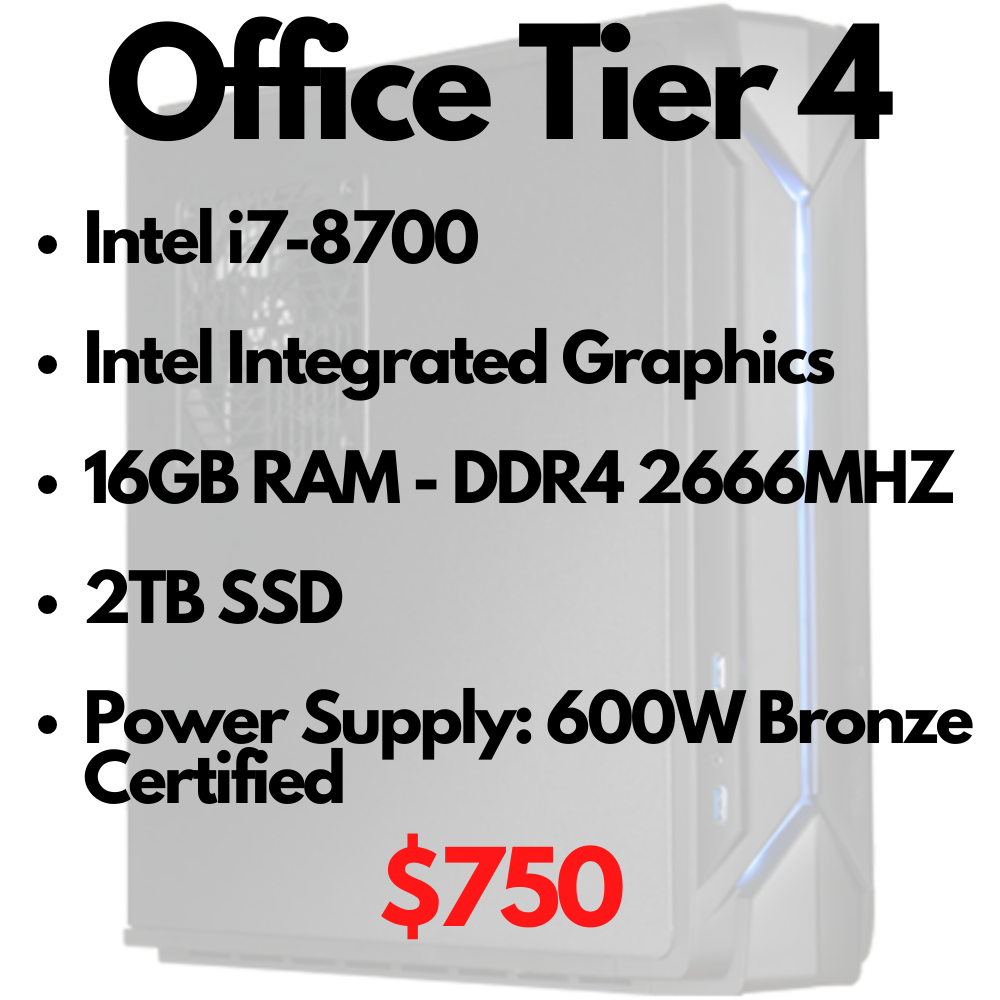 Office Tier 4
• Intel i7-8700
• Intel Integrated Graphics
• 16GB RAM - DDR4 2666MHZ
• 2TB SSD
• Power Supply: 600W Bronze
Certified
$750